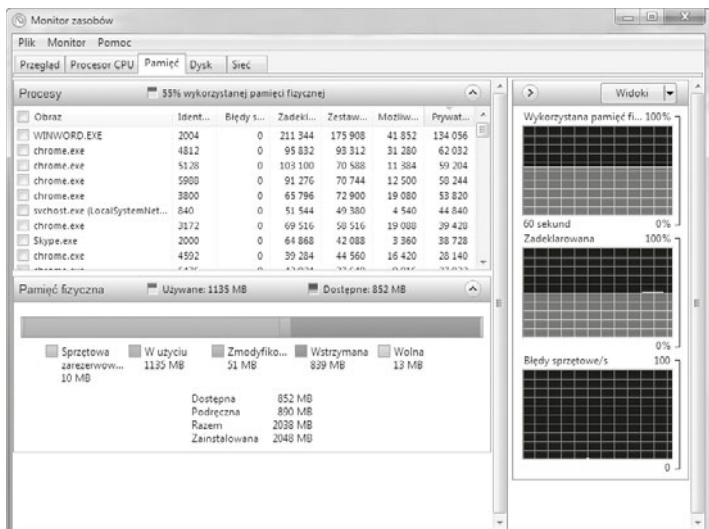 Monitor zasobów
Plik Monitor Pomoc
Przegląd Procesor CPU Pamięć Dysk Sieć
Procesy 55% wykorzystanej pamięci fizycznej
Obraz Ident... Błędy s... Zadekl... Zestaw... Możliw... Prywat...
WINWORD.EXE 2004 0 211 344 175 908 41 852 134 056
chrome.exe 4812 0 95 832 93 312 31 280 62 032
chrome.exe 5128 0 103 100 70 588 11 384 59 204
chrome.exe 5988 0 91 276 70 744 12 500 58 244
chrome.exe 3800 0 65 796 72 900 19 080 53 820
svchost.exe (LocalSystemNet... 840 0 51 544 49 380 4 540 44 840
chrome.exe 3172 0 69 516 58 516 19 088 39 428
Skype.exe 2000 0 64 868 42 088 3 360 38 728
chrome.exe 4592 0 39 284 44 560 16 420 28 140
Pamięć fizyczna Używane: 1135 MB Dostępne: 852 MB
Sprzętowa zarezerwow... 10 MB
W użyciu 1135 MB
Zmodyfiko... 51 MB
Wstrzymana 839 MB
Wolna 13 MB
Dostępna 852 MB
Podręczna 890 MB
Razem 2038 MB
Zainstalowana 2048 MB
Widoki
Wykorzystana pamięć fi... 100%
60 sekund 0%
Zadeklarowana 100%
0%
Błędy sprzętowe/s 100
0